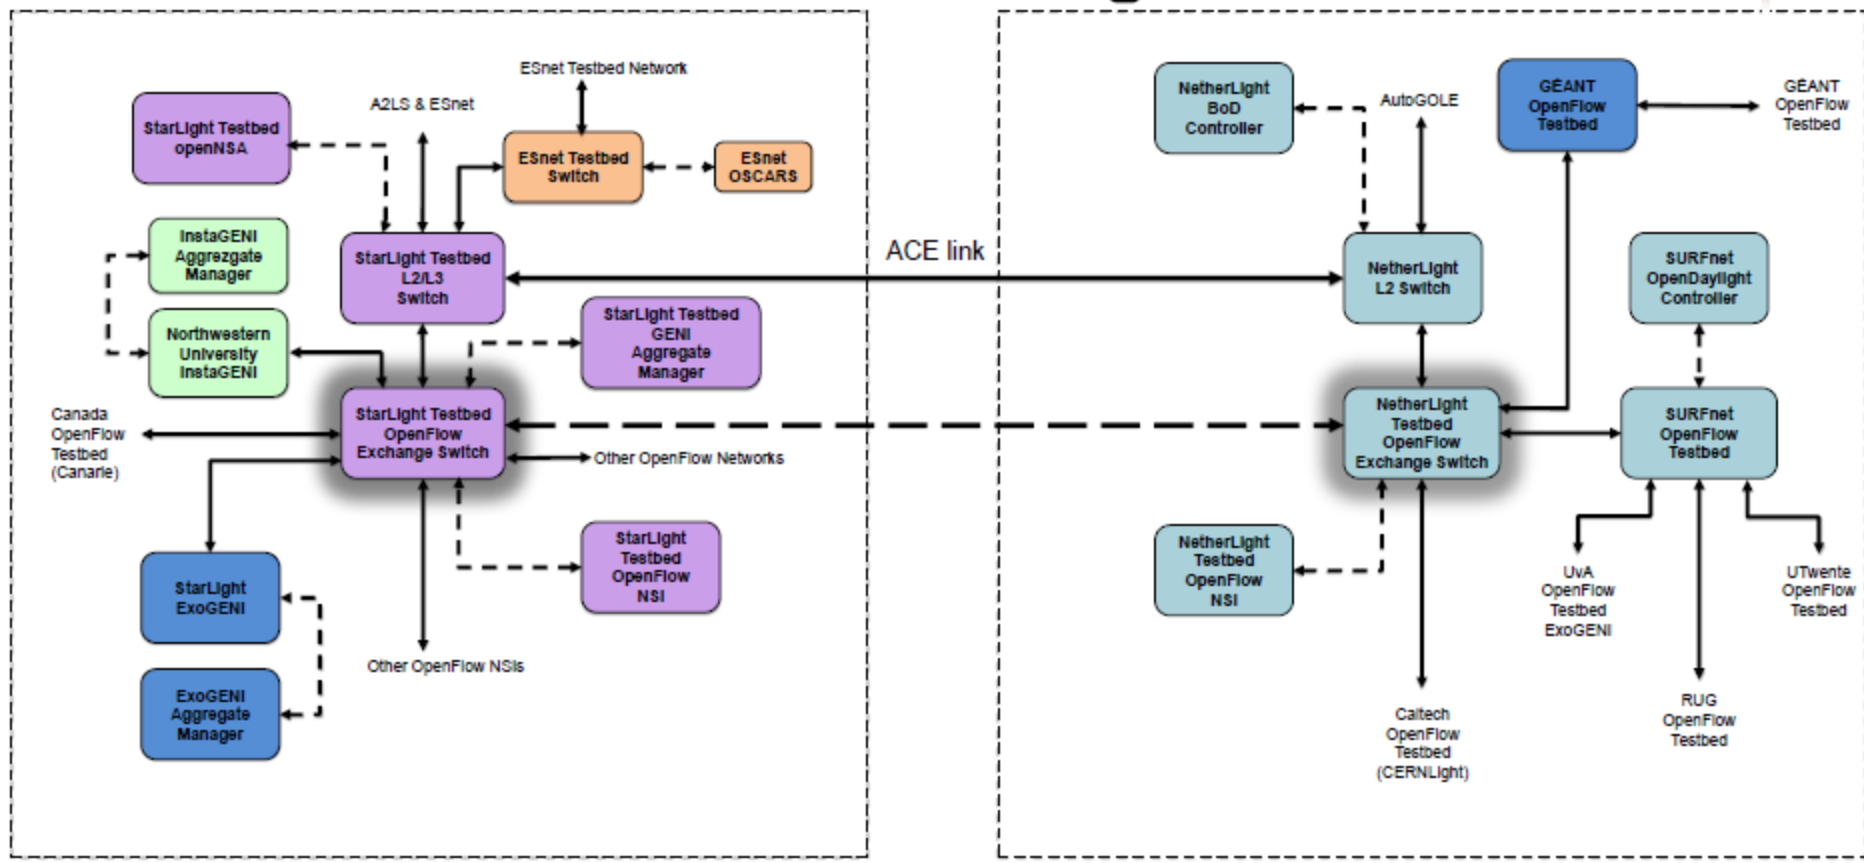 ESnet Testbed Network
A2LS & ESnet
StarLight Testbed
openNSA
ESnet Testbed
Switch
ESnet
OSCARS
InstaGENI
Aggrezgate
Manager
StarLight Testbed
L2/L3
Switch
ACE link
Northwestern
University
InstaGENI
StarLight Testbed
GENI
Aggregate
Manager
Canada
OpenFlow
Testbed
(Canarie)
StarLight Testbed
OpenFlow
Exchange Switch
Other OpenFlow Networks
StarLight
Testbed
OpenFlow
NSI
StarLight
ExoGENI
Other OpenFlow NSIs
ExoGENI
Aggregate
Manager
NetherLight
BoD
Controller
AutoGOLE
GÉANT
OpenFlow
Testbed
GÉANT
OpenFlow
Testbed
NetherLight
L2 Switch
SURFnet
OpenDaylight
Controller
NetherLight
Testbed
OpenFlow
Exchange Switch
SURFnet
OpenFlow
Testbed
NetherLight
Testbed
OpenFlow
NSI
UvA
OpenFlow
Testbed
ExoGENI
UTwente
OpenFlow
Testbed
RUG
OpenFlow
Testbed
Caltech
OpenFlow
Testbed
(CERNLight)